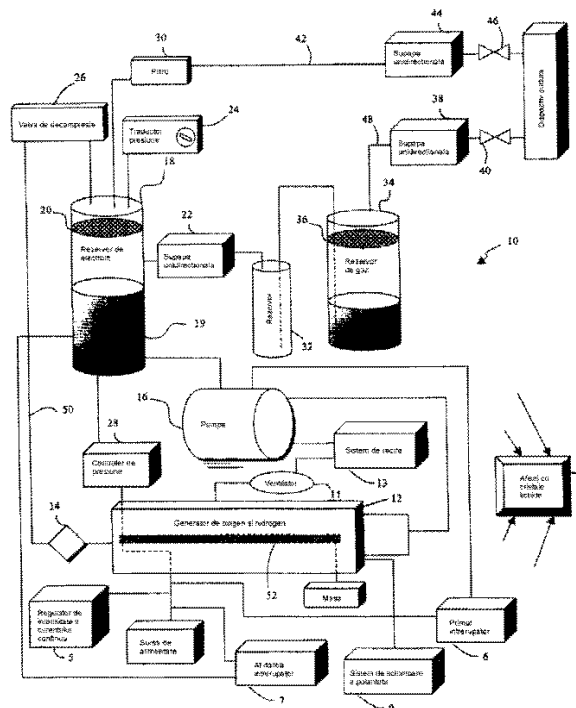 44
46
30
42
Supapa
unidirectionala
26
Filtru
Valva de decompresie
24
38
Traductor
presiune
48
Supapa
unidirectionala
Dispozitiv
18
40
34
20
22
36
Rezervor de
electrolit
Supapa
unidirectionala
Rezervor
de gaz
10
Rezervor
19
32
50
16
28
Pompa
Controler de
presiune
Sistem de racire
13
Ventilator
11
12
14
Afisaj cu
cristale
lichide
Generator de oxigen si hidrogen
52
Masa
Regulator de
intensitate a
curentului
continuu
5
Sursa de
alimentare
Primul
intrerupator
6
Al doilea
intrerupator
7
Sistem de
a polaritatii